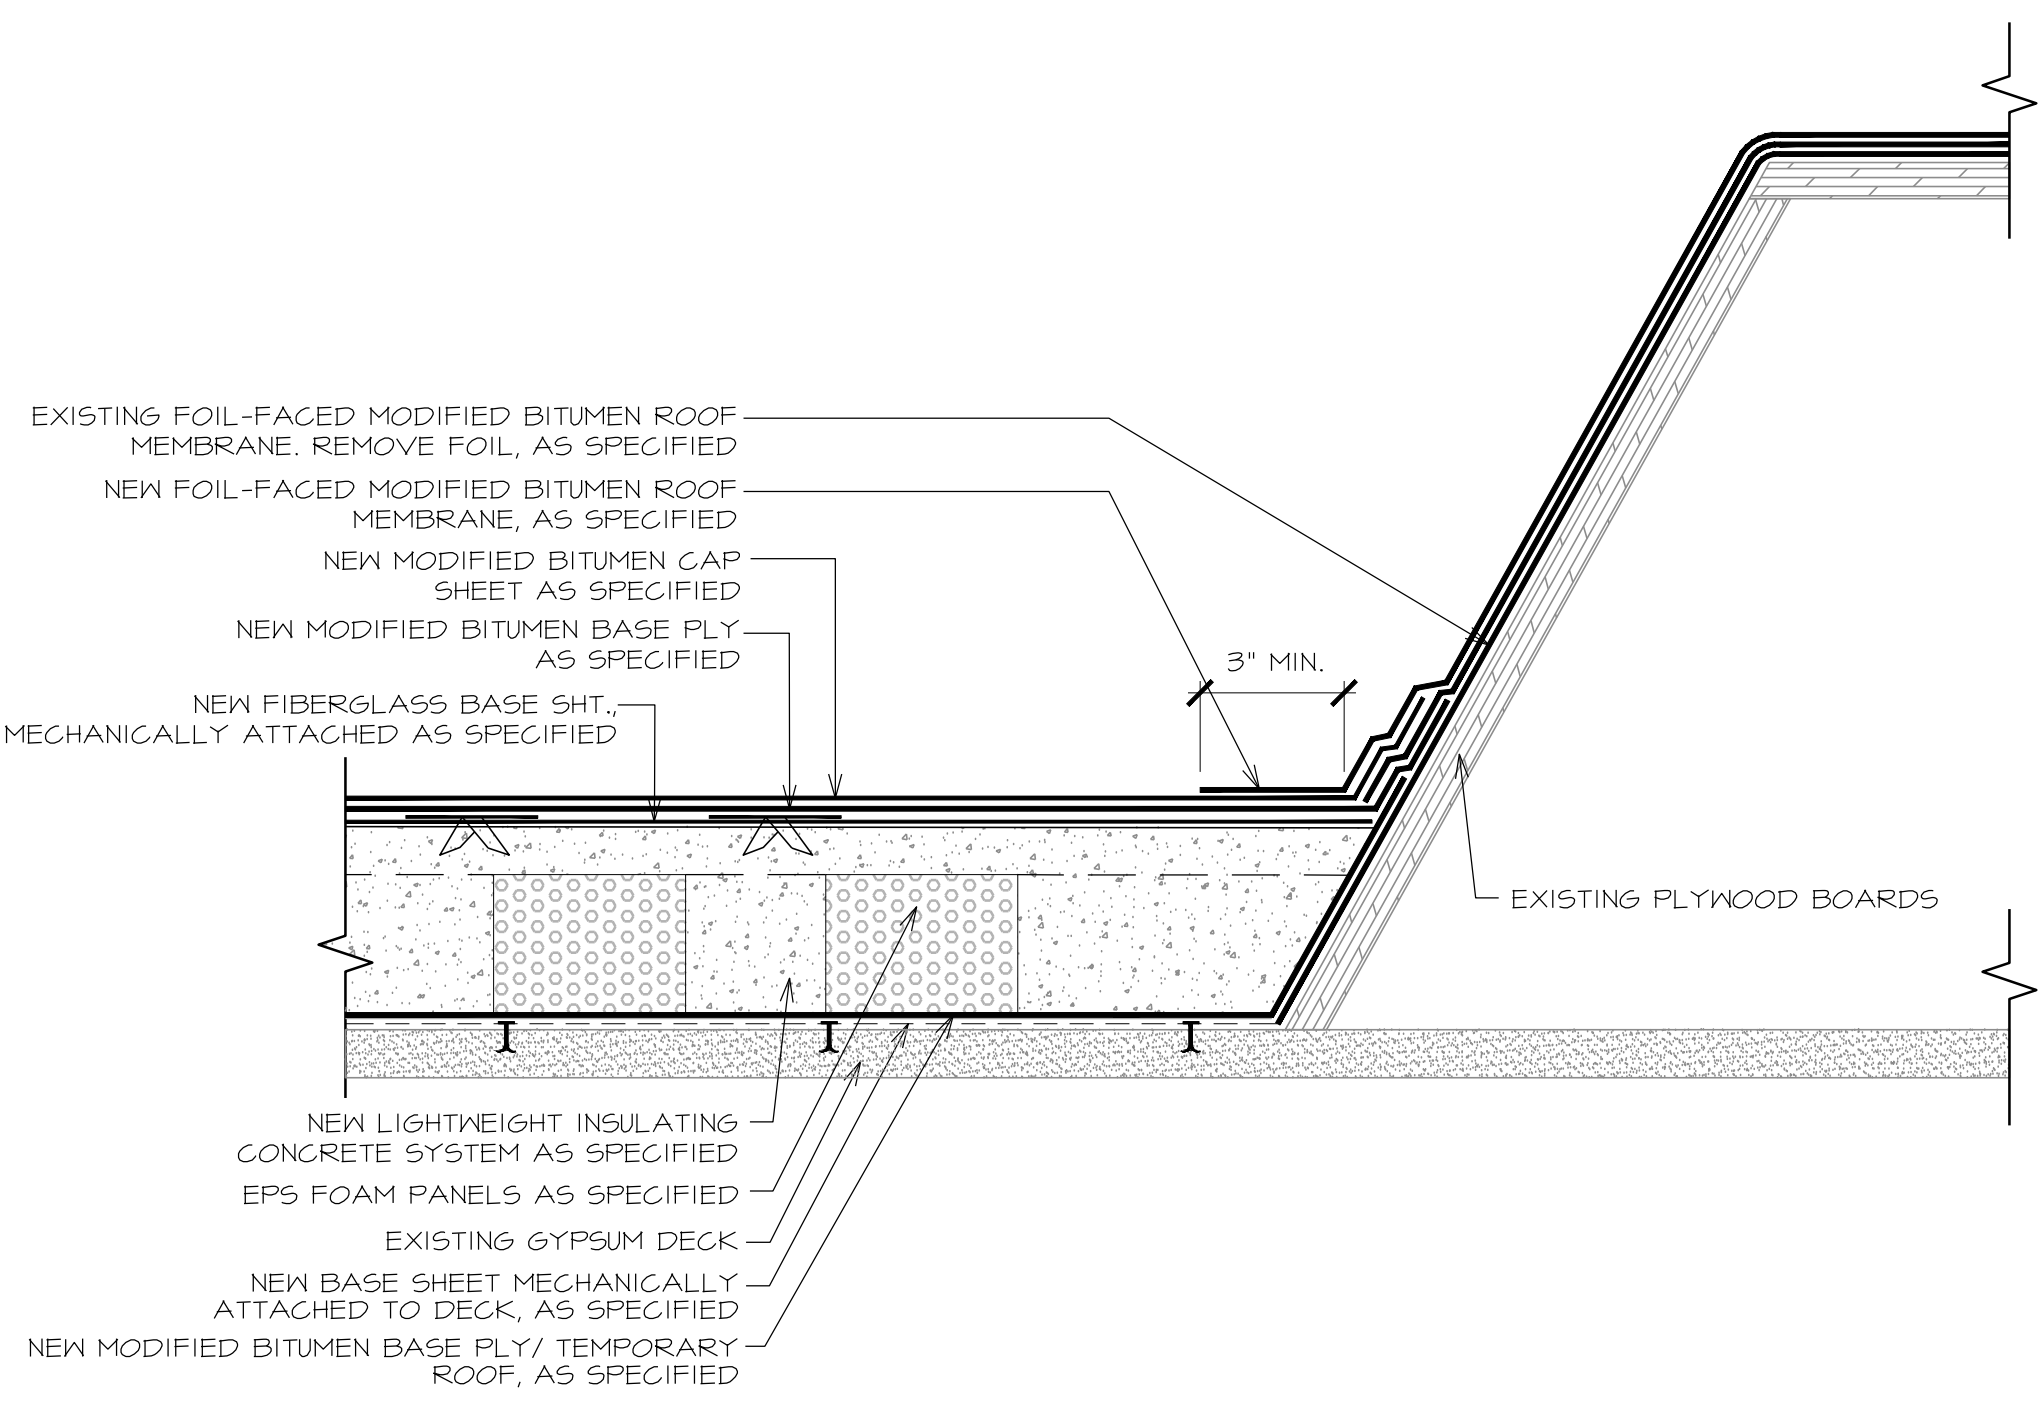 EXISTING FOIL-FACED MODIFIED BITUMEN ROOF
MEMBRANE. REMOVE FOIL, AS SPECIFIED
NEW FOIL-FACED MODIFIED BITUMEN ROOF
MEMBRANE, AS SPECIFIED
NEW MODIFIED BITUMEN CAP
SHEET AS SPECIFIED
NEW MODIFIED BITUMEN BASE PLY
AS SPECIFIED
3" MIN.
NEW FIBERGLASS BASE SHT.,
MECHANICALLY ATTACHED AS SPECIFIED
EXISTING PLYWOOD BOARDS
NEW LIGHTWEIGHT INSULATING
CONCRETE SYSTEM AS SPECIFIED
EPS FOAM PANELS AS SPECIFIED
EXISTING GYPSUM DECK
NEW BASE SHEET MECHANICALLY
ATTACHED TO DECK, AS SPECIFIED
NEW MODIFIED BITUMEN BASE PLY/ TEMPORARY
ROOF, AS SPECIFIED